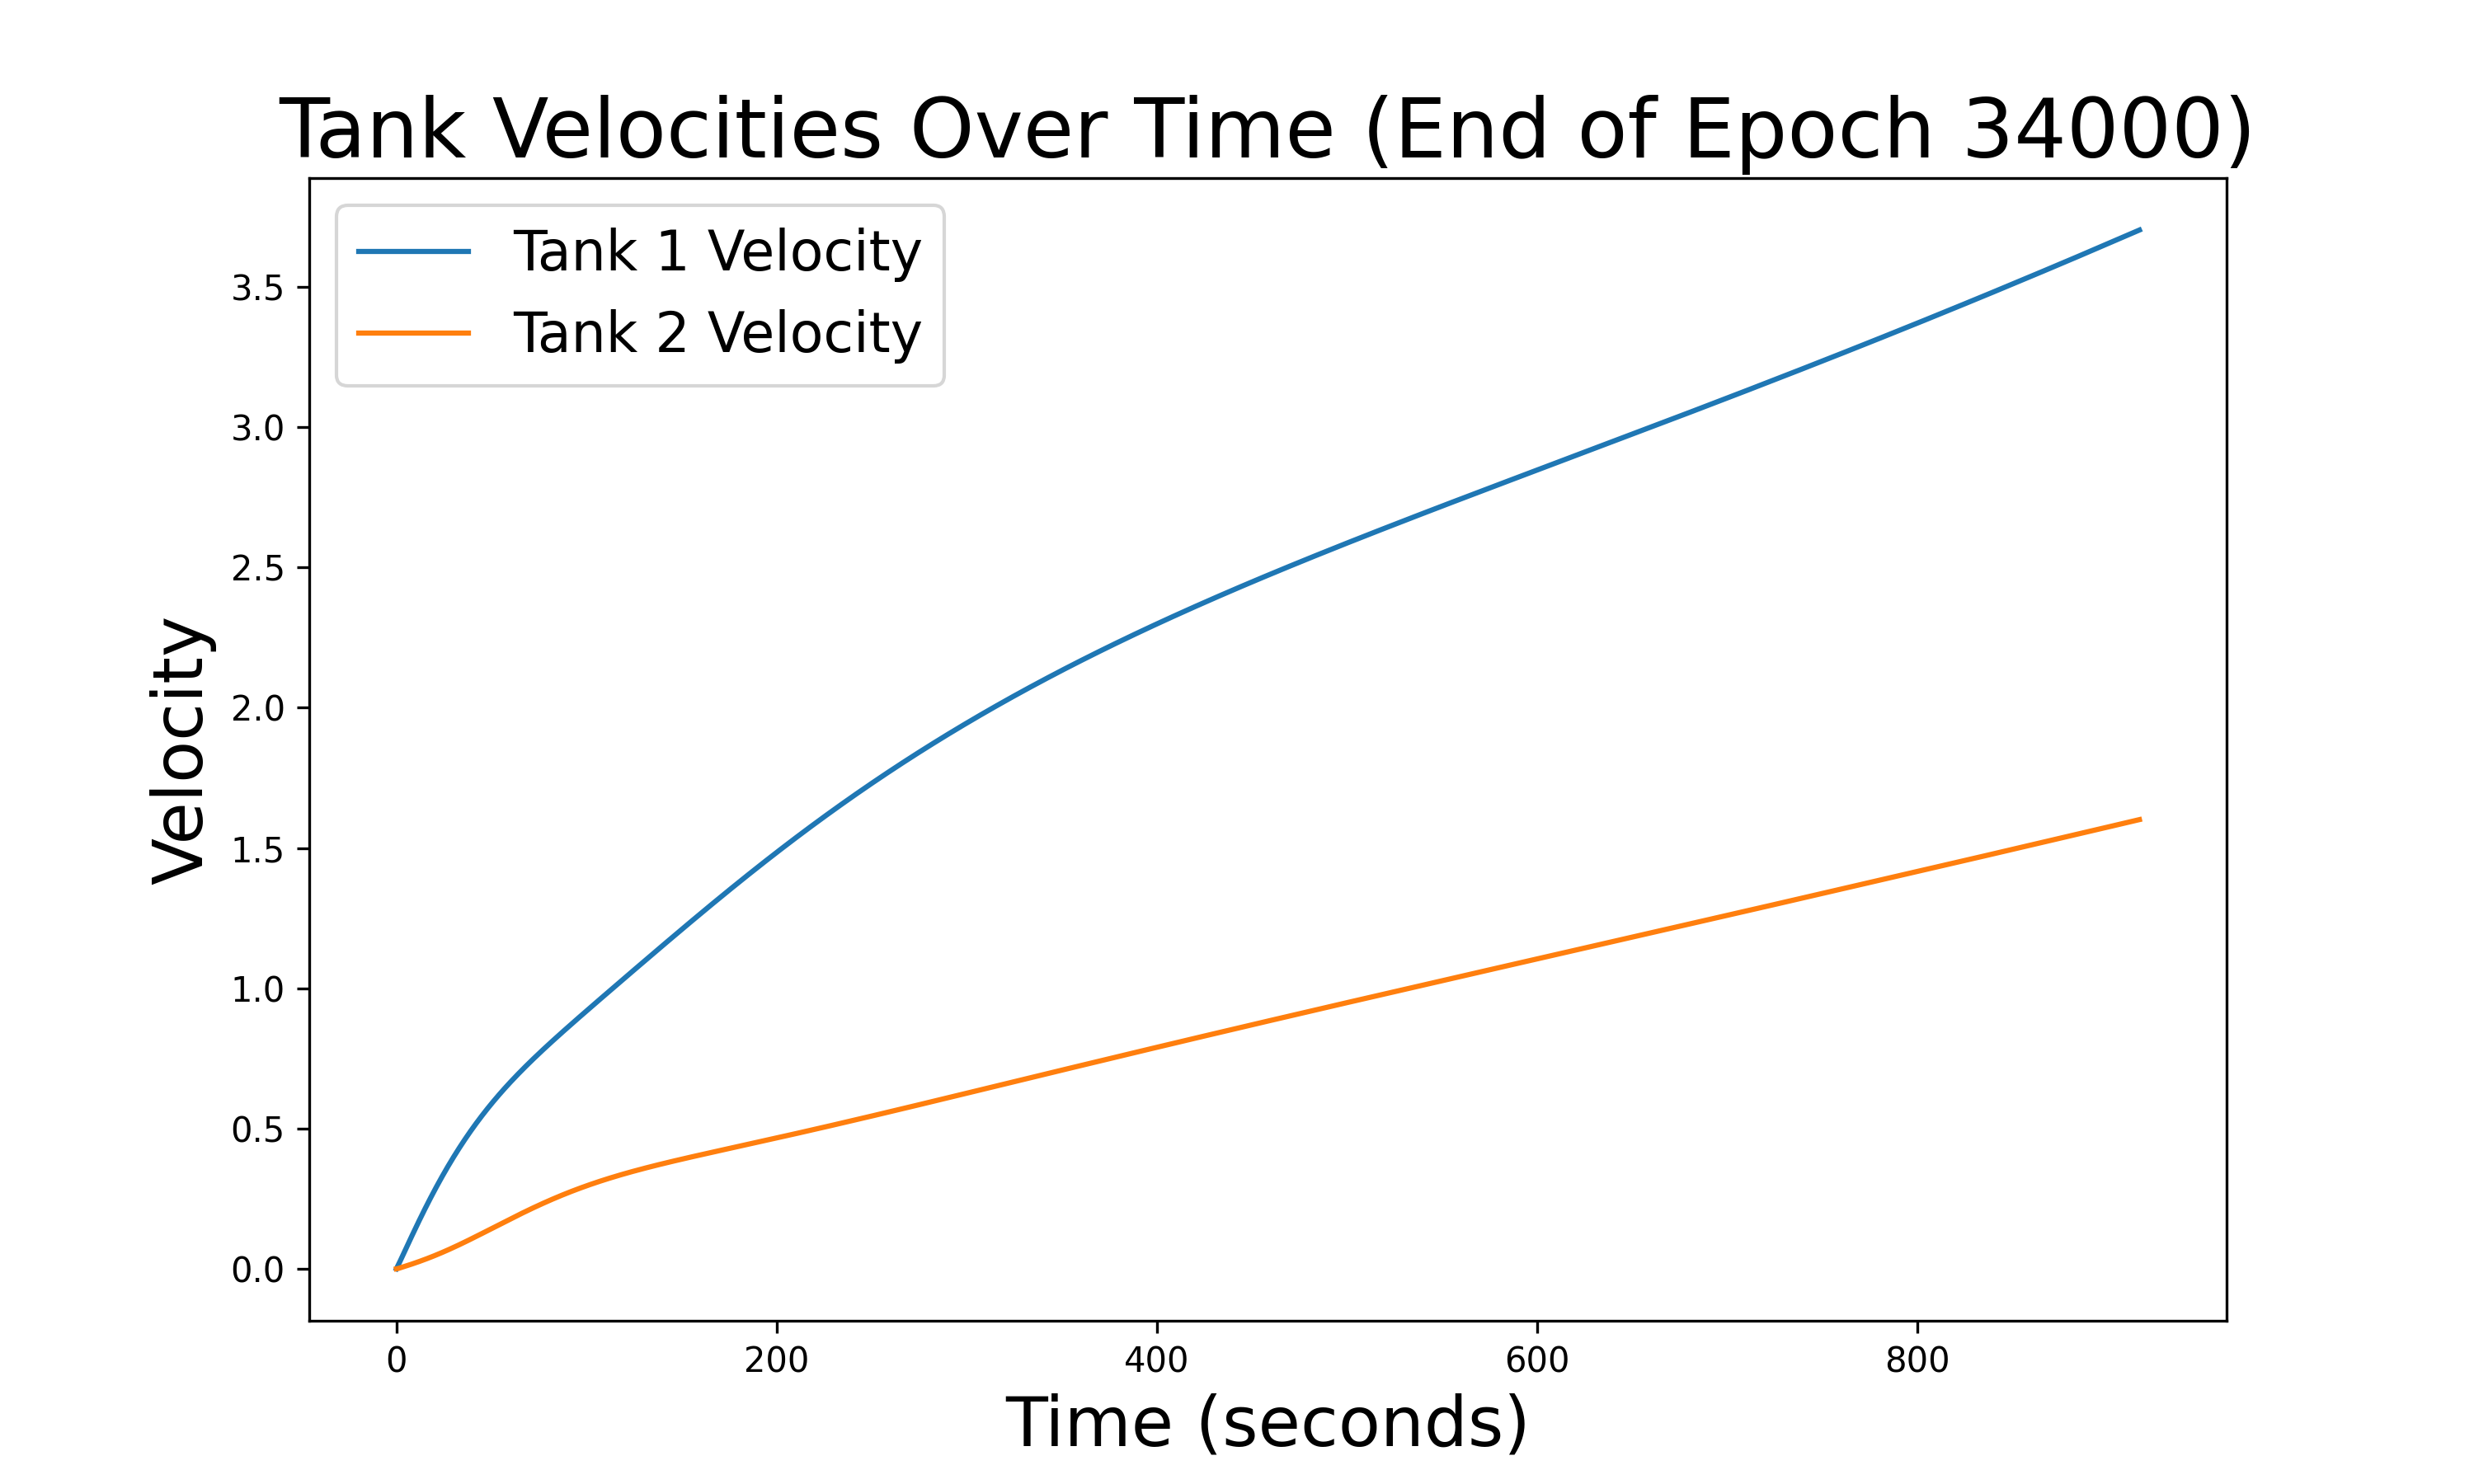 Tank Velocities Over Time (End of Epoch 34000)
Tank 1 Velocity
Tank 2 Velocity
Velocity
3.5
3.0
2.5
2.0
1.5
1.0
0.5
0.0
0 200 400 600 800
Time (seconds)